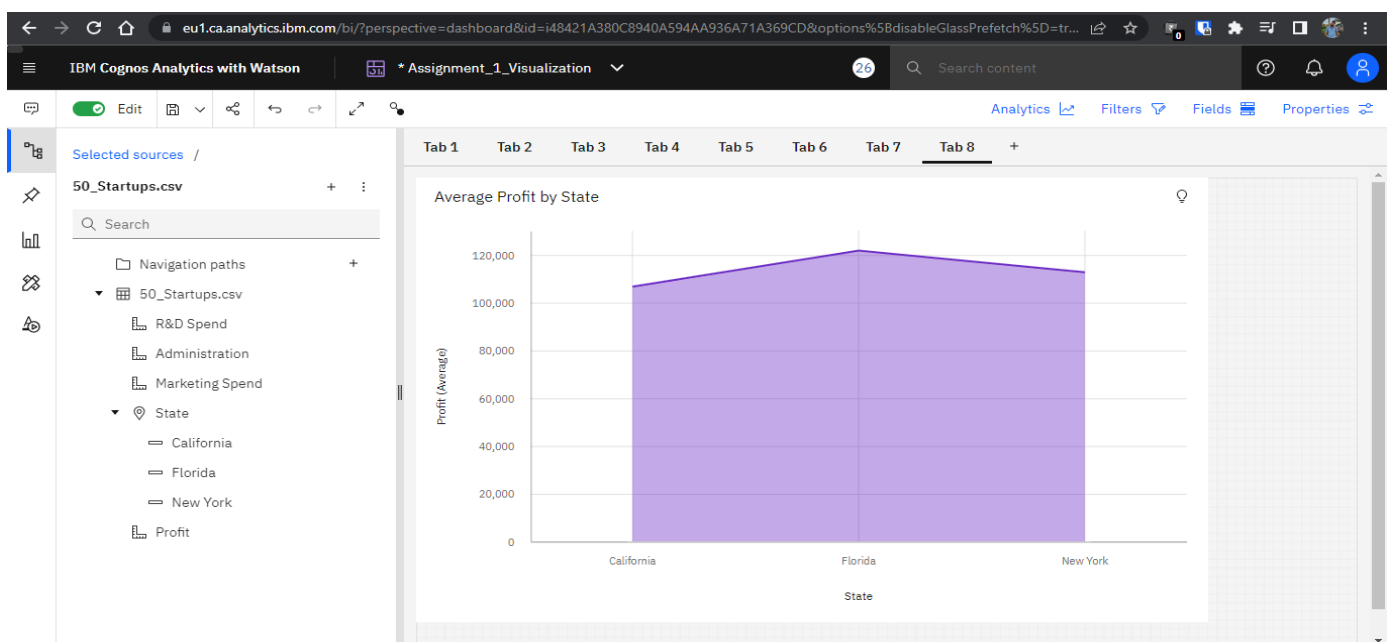 eu1.ca.analytics.ibm.com/bi/?perspective=dashboard&id=i48421A380C8940A594AA936A71A369CD&options%5BdisableGlassPrefetch%5D=tr...
0
IBM Cognos Analytics with Watson
* Assignment_1_Visualization
26
Search content
Edit
Analytics
Filters
Fields
Properties
Selected sources /
50_Startups.csv
Search
Navigation paths
50_Startups.csv
R&D Spend
Administration
Marketing Spend
State
California
Florida
New York
Profit
Tab 1 Tab 2 Tab 3 Tab 4 Tab 5 Tab 6 Tab 7 Tab 8 +
Average Profit by State
Profit (Average)
120,000
100,000
80,000
60,000
40,000
20,000
0
California Florida New York
State